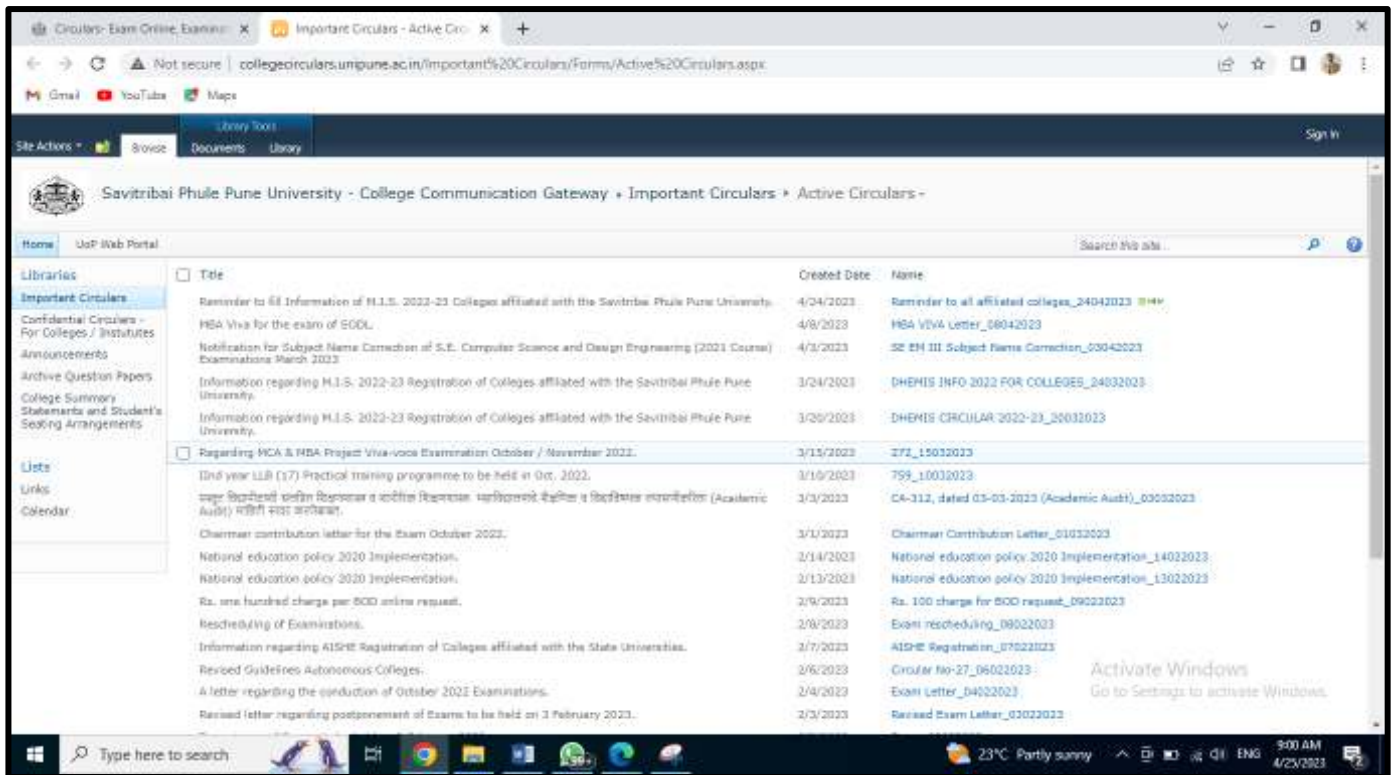 Circulars- Exam Online, Examin
Important Circulars - Active Circ
Not secure
collegecirculars.unipune.ac.in/Important%20Circulars/Forms/Active%20Circulars.aspx
Gmail
YouTube
Maps
Library Tools
Sign In
Site Actions
Browse
Documents
Library
Savitribai Phule Pune University - College Communication Gateway
Important Circulars
Active Circulars
Home
UoP Web Portal
Search this site...
Libraries
Important Circulars
Confidential Circulars -
For Colleges / Institutes
Announcements
Archive Question Papers
College Summary
Statements and Student's
Seating Arrangements
Lists
Links
Calendar
Title Created Date Name
Reminder to fill Information of M.I.S. 2022-23 Colleges affiliated with the Savitribai Phule Pune University. 4/24/2023 Reminder to all affiliated colleges_24042023
MBA Viva for the exam of EODL. 4/8/2023 MBA VIVA Letter_08042023
Notification for Subject Name Correction of S.E. Computer Science and Design Engineering (2021 Course) 4/3/2023 SE EM III Subject Name Correction_03042023
Examinations March 2023
Information regarding M.I.S. 2022-23 Registration of Colleges affiliated with the Savitribai Phule Pune 3/24/2023 DHEMIS INFO 2022 FOR COLLEGES_24032023
University.
Information regarding M.I.S. 2022-23 Registration of Colleges affiliated with the Savitribai Phule Pune 3/20/2023 DHEMIS CIRCULAR 2022-23_20032023
University.
Regarding MCA & MBA Project Viva-voce Examination October / November 2022. 3/15/2023 272_15032023
IInd year LLB (17) Practical training programme to be held in Oct. 2022. 3/10/2023 759_10032023
(Academic 3/3/2023 CA-312, dated 03-03-2023 (Academic Audit)_03032023
Audit)
Chairman contribution letter for the Exam October 2022. 3/1/2023 Chairman Contribution Letter_01032023
National education policy 2020 Implementation. 2/14/2023 National education policy 2020 Implementation_14022023
National education policy 2020 Implementation. 2/13/2023 National education policy 2020 Implementation_13022023
Rs. one hundred charge per BOD online request. 2/9/2023 Rs. 100 charge for BOD request_09022023
Rescheduling of Examinations. 2/8/2023 Exam rescheduling_08022023
Information regarding AISHE Registration of Colleges affiliated with the State Universities. 2/7/2023 AISHE Registration_07022023
Revised Guidelines Autonomous Colleges. 2/6/2023 Circular No-27_06022023
A letter regarding the conduction of October 2022 Examinations. 2/4/2023 Exam Letter_04022023
Revised letter regarding postponement of Exams to be held on 3 February 2023. 2/3/2023 Revised Exam Letter_03022023
Activate Windows
Go to Settings to activate Windows.
Type here to search
23°C Partly sunny
ENG
9:00 AM
4/25/2023